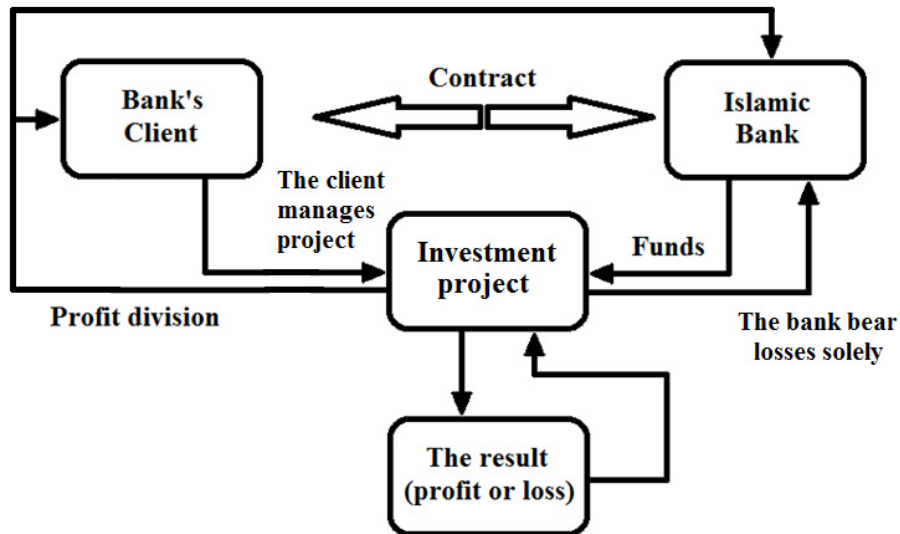 Bank's
Client
Contract
Islamic
Bank
The client
manages
project
Investment
project
Funds
Profit division
The bank bear
losses solely
The result
(profit or loss)